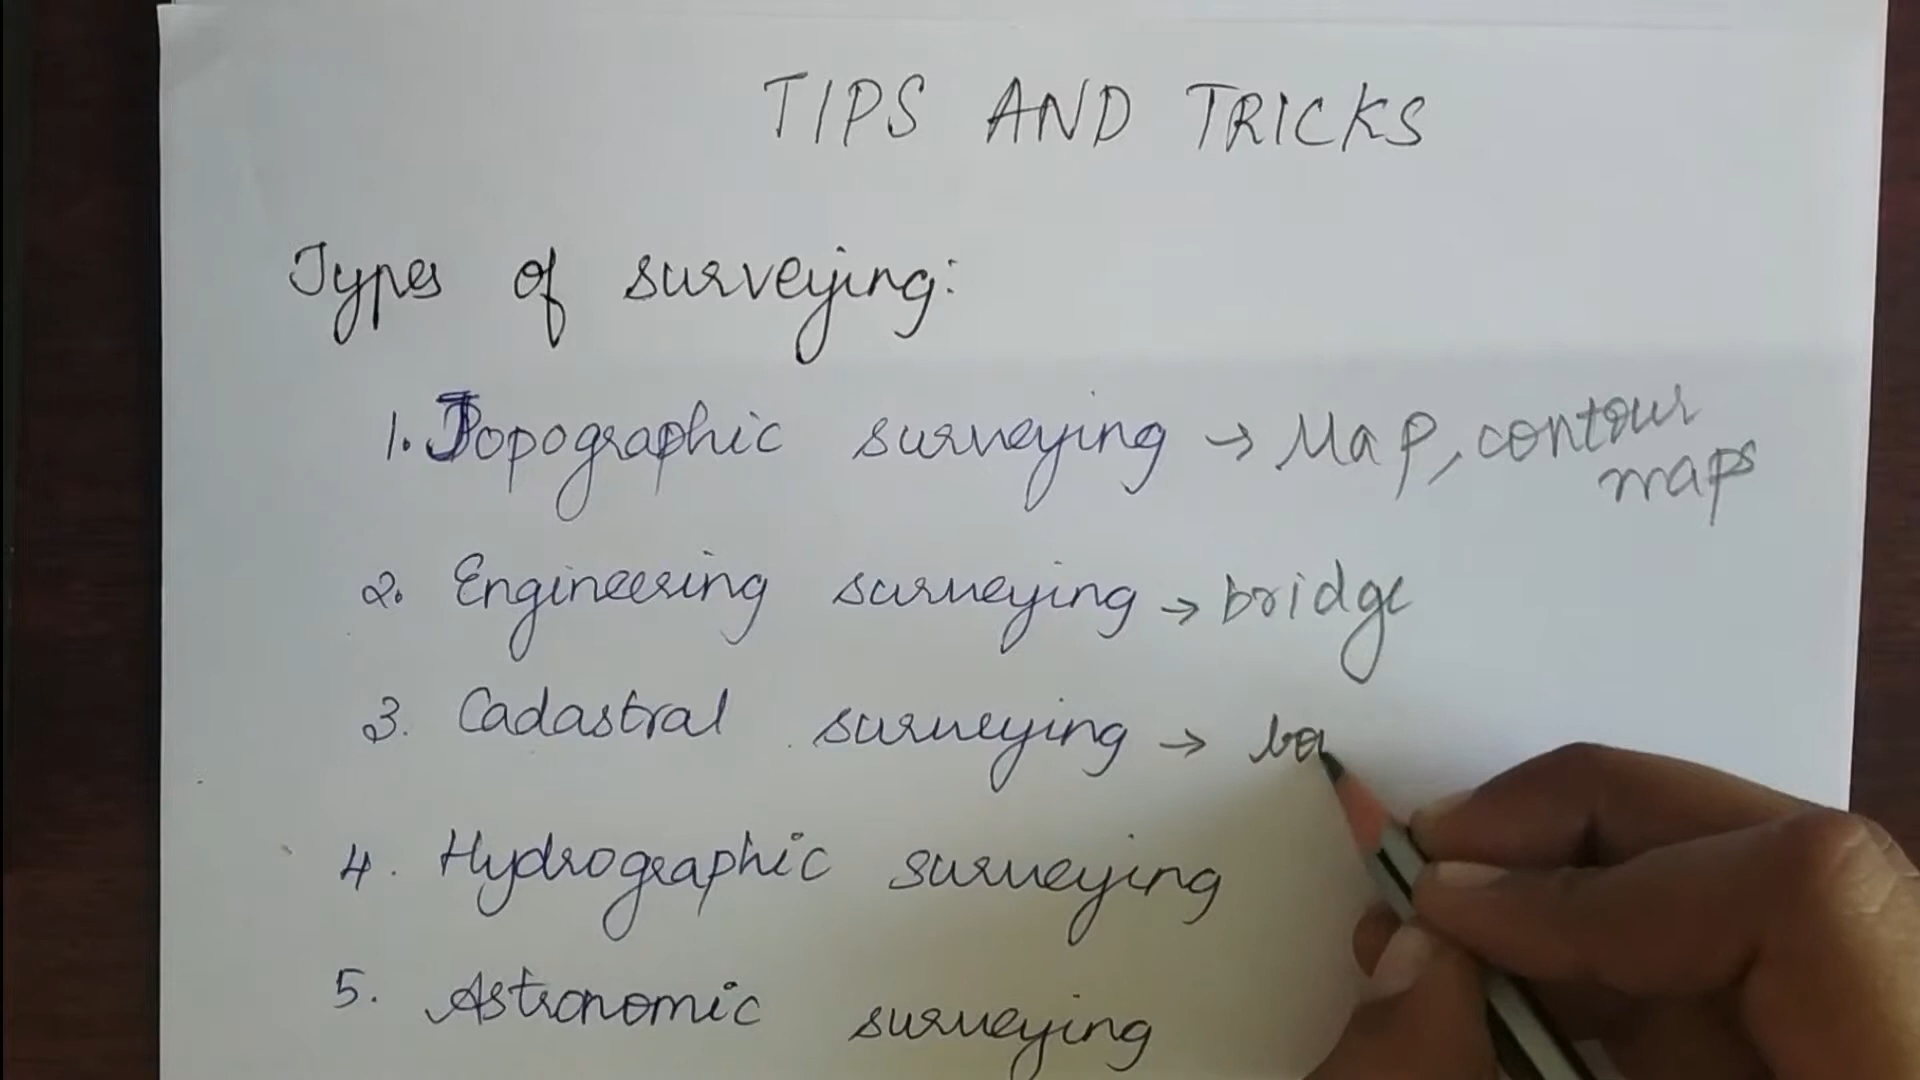 TIPS AND TRICKS
Types of surveying:
1. Topographic surveying → Map, contour
maps
2. Engineering surveying → bridge
3. Cadastral surveying →
4. Hydrographic surveying
5. Astronomic surveying